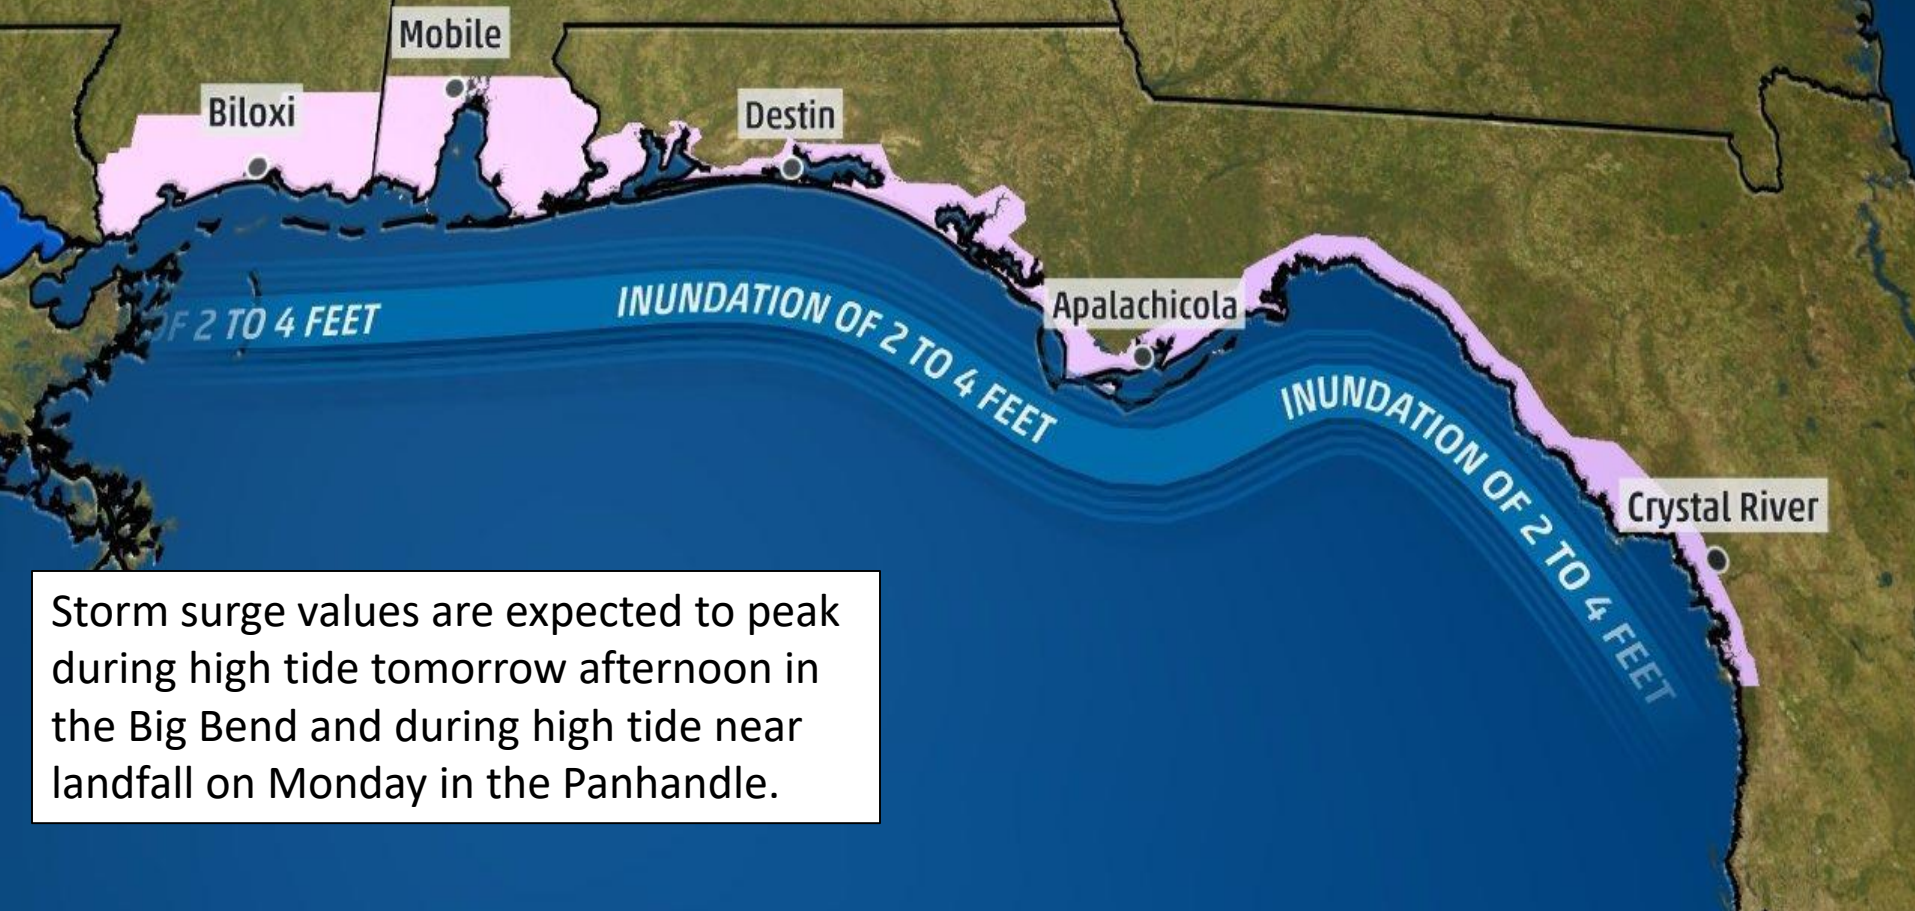 Mobile
Biloxi
Destin
Apalachicola
Crystal River
OF 2 TO 4 FEET
INUNDATION OF 2 TO 4 FEET
INUNDATION OF 2 TO 4 FEET
Storm surge values are expected to peak
during high tide tomorrow afternoon in
the Big Bend and during high tide near
landfall on Monday in the Panhandle.